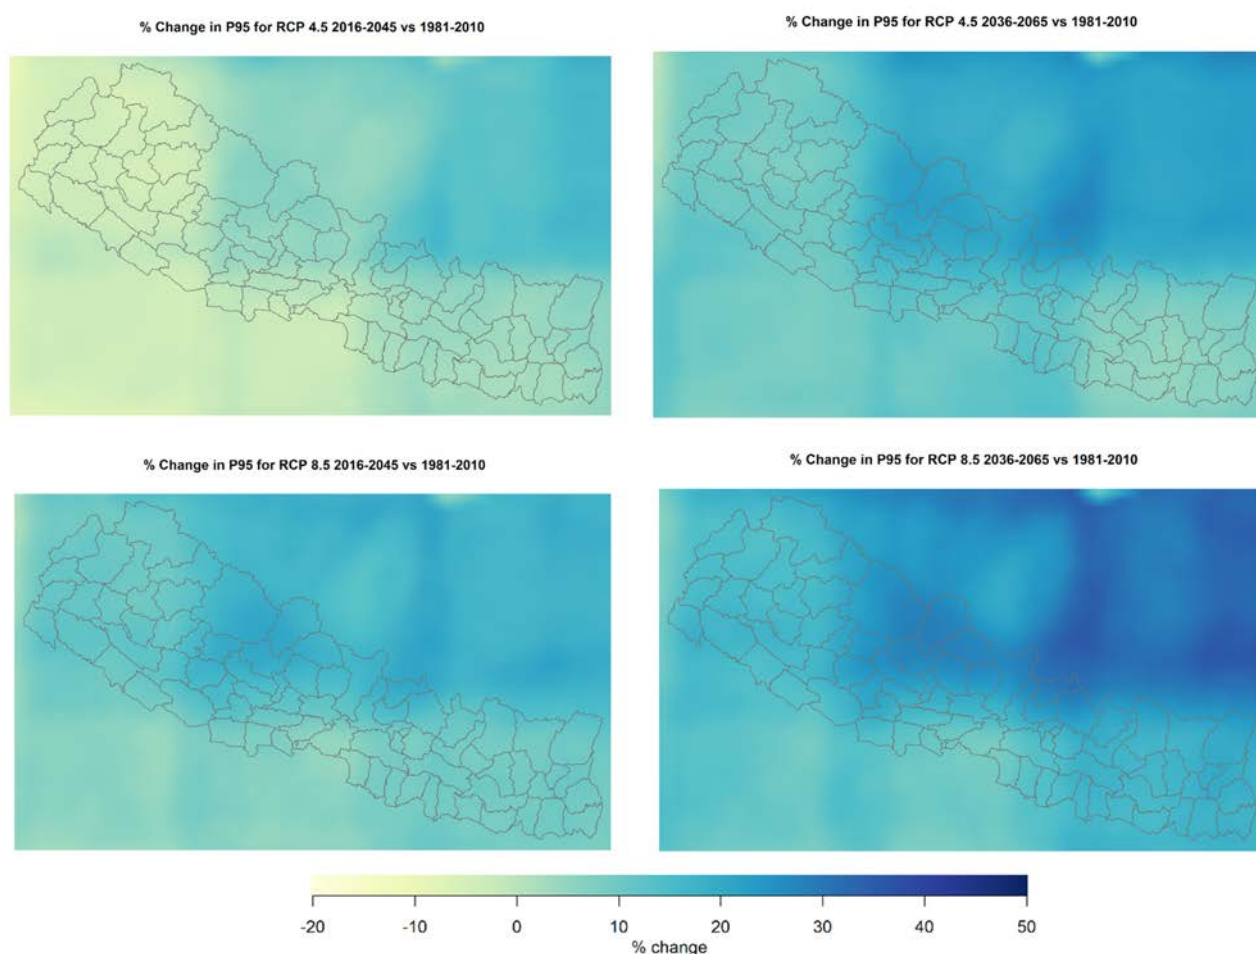 % Change in P95 for RCP 4.5 2016-2045 vs 1981-2010
% Change in P95 for RCP 4.5 2036-2065 vs 1981-2010
% Change in P95 for RCP 8.5 2016-2045 vs 1981-2010
% Change in P95 for RCP 8.5 2036-2065 vs 1981-2010
-20 -10 0 10 20 30 40 50
% change